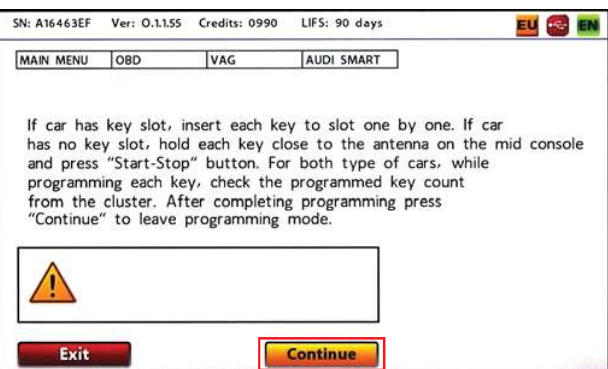 SN: A16463EF Ver: 0.1.1.55 Credits: 0990 LIFS: 90 days EU EN
MAIN MENU OBD VAG AUDI SMART
If car has key slot, insert each key to slot one by one. If car
has no key slot, hold each key close to the antenna on the mid console
and press "Start-Stop" button. For both type of cars, while
programming each key, check the programmed key count
from the cluster. After completing programming press
"Continue" to leave programming mode.
Exit Continue